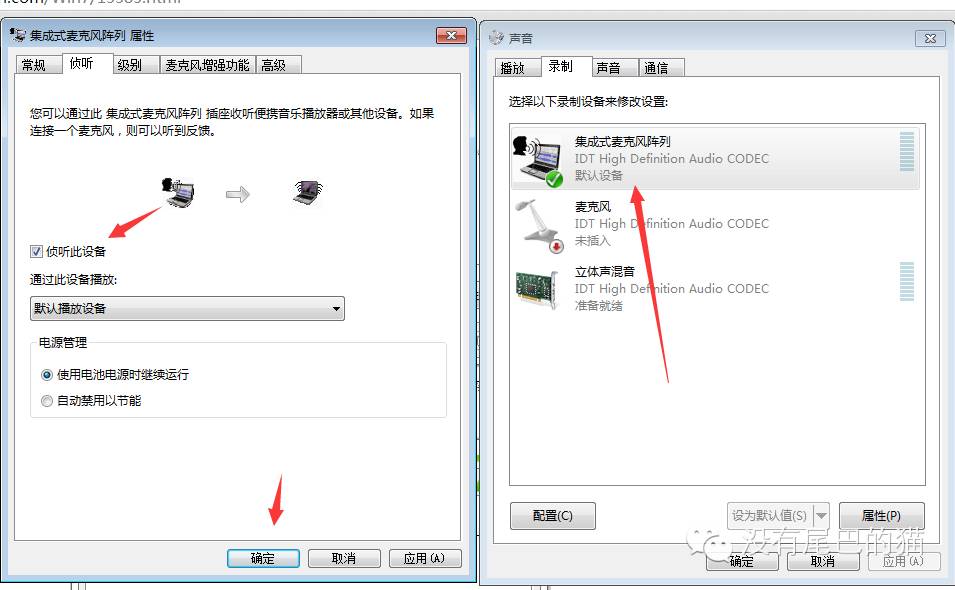 集成式麦克风阵列 属性
常规
侦听
级别
麦克风增强功能
高级
您可以通过此 集成式麦克风阵列 插座收听便携音乐播放器或其他设备。如果
连接一个麦克风，则可以听到反馈。
侦听此设备
通过此设备播放:
默认播放设备
电源管理
使用电池电源时继续运行
自动禁用以节能
确定
取消
应用(A)
声音
播放
录制
声音
通信
选择以下录制设备来修改设置:
集成式麦克风阵列
IDT High Definition Audio CODEC
默认设备
麦克风
IDT High Definition Audio CODEC
未插入
立体声混音
IDT High Definition Audio CODEC
准备就绪
配置(C)
设为默认值(S)
属性(P)
没有尾巴的猫
确定
取消
应用(A)